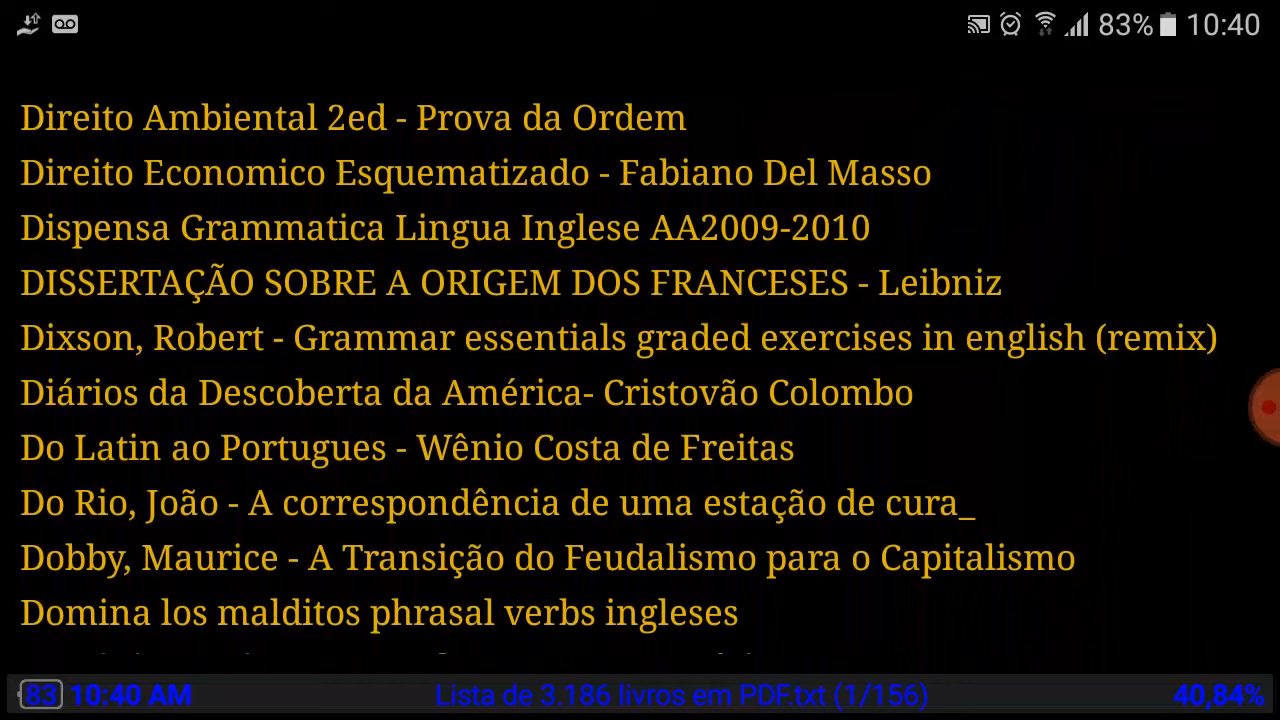 83% 10:40
Direito Ambiental 2ed - Prova da Ordem
Direito Economico Esquematizado - Fabiano Del Masso
Dispensa Grammatica Lingua Inglese AA2009-2010
DISSERTAÇÃO SOBRE A ORIGEM DOS FRANCESES - Leibniz
Dixson, Robert - Grammar essentials graded exercises in english (remix)
Diários da Descoberta da América- Cristovão Colombo
Do Latin ao Portugues - Wênio Costa de Freitas
Do Rio, João - A correspondência de uma estação de cura_
Dobby, Maurice - A Transição do Feudalismo para o Capitalismo
Domina los malditos phrasal verbs ingleses
83 10:40 AM Lista de 3.186 livros em PDF.txt (1/156) 40,84%